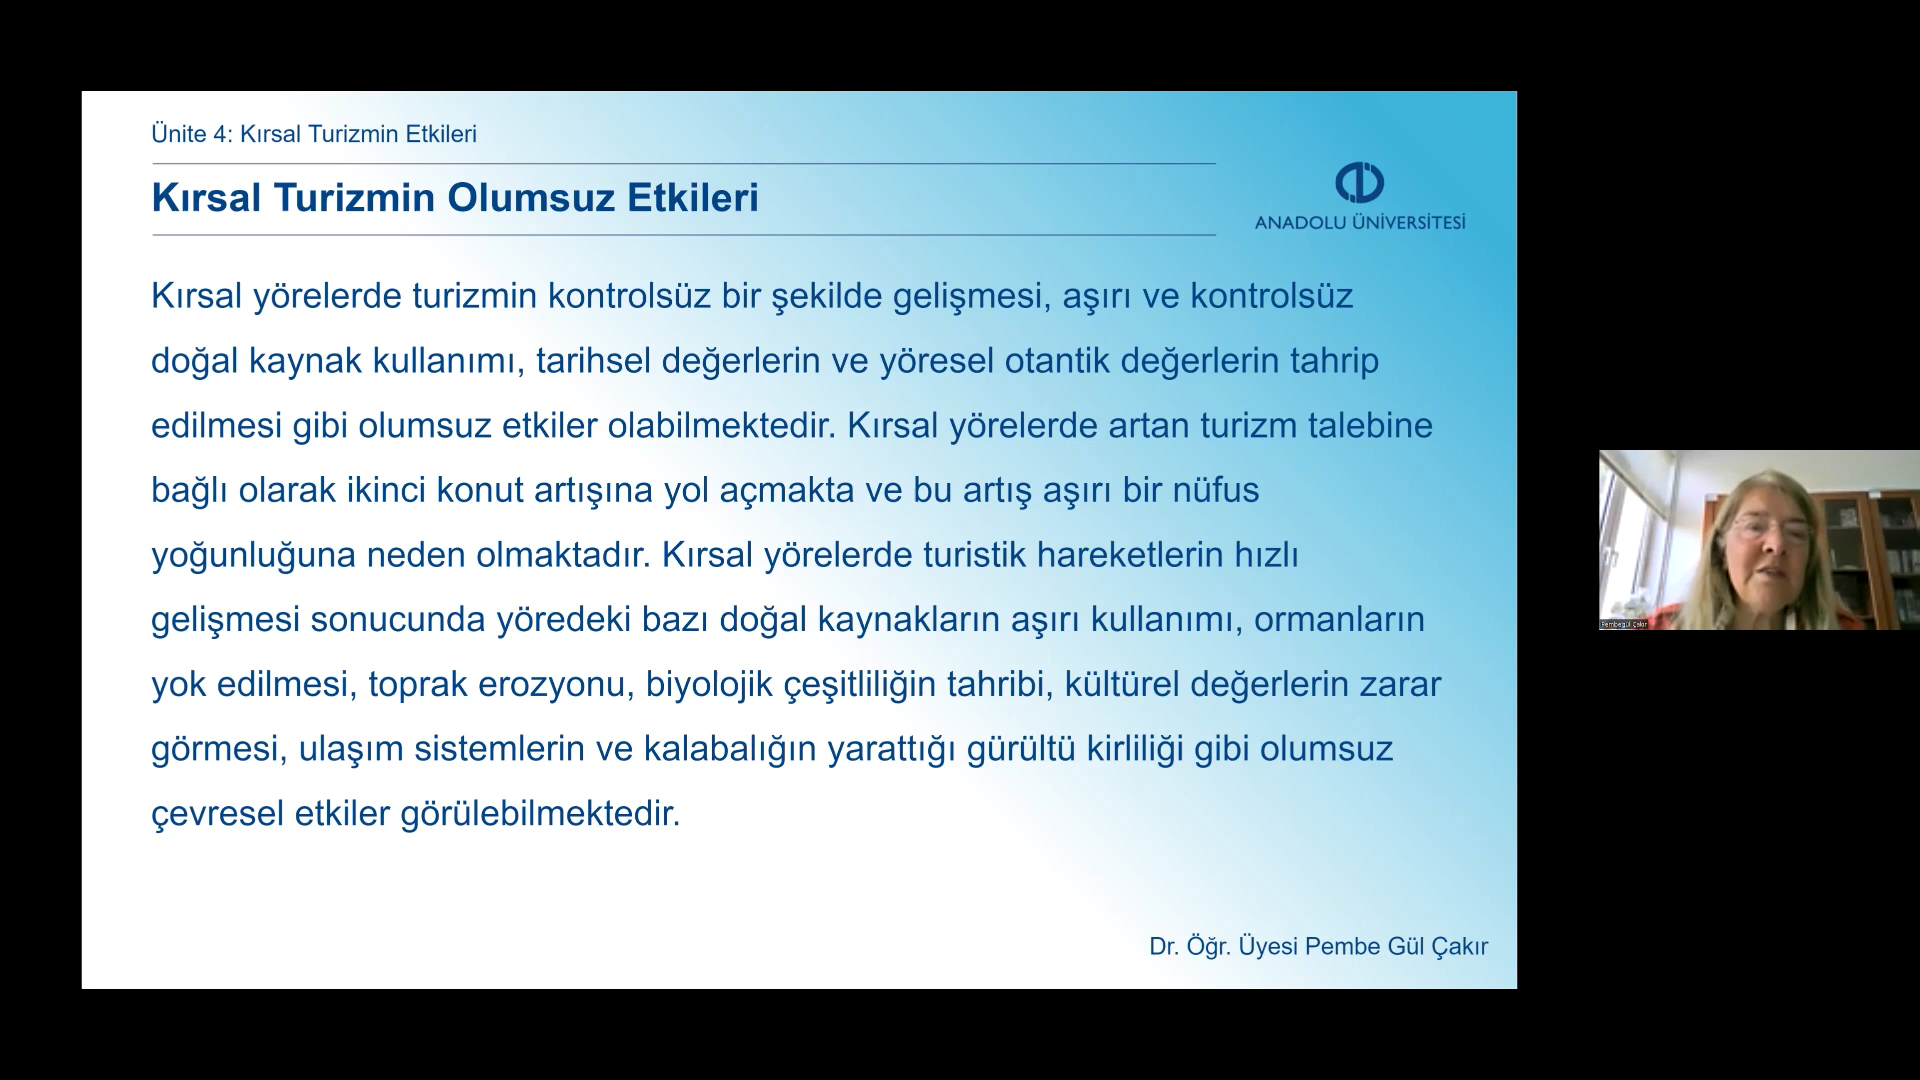 Ünite 4: Kırsal Turizmin Etkileri
Kırsal Turizmin Olumsuz Etkileri
ANADOLU ÜNİVERSİTESİ
Kırsal yörelerde turizmin kontrolsüz bir şekilde gelişmesi, aşırı ve kontrolsüz
doğal kaynak kullanımı, tarihsel değerlerin ve yöresel otantik değerlerin tahrip
edilmesi gibi olumsuz etkiler olabilmektedir. Kırsal yörelerde artan turizm talebine
bağlı olarak ikinci konut artışına yol açmakta ve bu artış aşırı bir nüfus
yoğunluğuna neden olmaktadır. Kırsal yörelerde turistik hareketlerin hızlı
gelişmesi sonucunda yöredeki bazı doğal kaynakların aşırı kullanımı, ormanların
yok edilmesi, toprak erozyonu, biyolojik çeşitliliğin tahribi, kültürel değerlerin zarar
görmesi, ulaşım sistemlerin ve kalabalığın yarattığı gürültü kirliliği gibi olumsuz
çevresel etkiler görülebilmektedir.
Pembegül Çakır
Dr. Öğr. Üyesi Pembe Gül Çakır